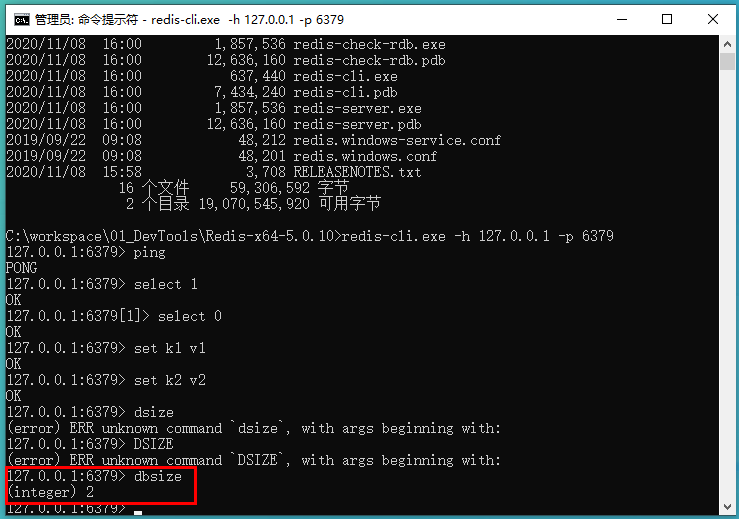 管理员: 命令提示符 - redis-cli.exe  -h 127.0.0.1 -p 6379
2020/11/08  16:00         1,857,536 redis-check-rdb.exe
2020/11/08  16:00        12,636,160 redis-check-rdb.pdb
2020/11/08  16:00           637,440 redis-cli.exe
2020/11/08  16:00         7,434,240 redis-cli.pdb
2020/11/08  16:00         1,857,536 redis-server.exe
2020/11/08  16:00        12,636,160 redis-server.pdb
2019/09/22  09:08            48,212 redis.windows-service.conf
2019/09/22  09:08            48,201 redis.windows.conf
2020/11/08  15:58             3,708 RELEASENOTES.txt
              16 个文件     59,306,592 字节
               2 个目录 19,070,545,920 可用字节
C:\workspace\01_DevTools\Redis-x64-5.0.10>redis-cli.exe -h 127.0.0.1 -p 6379
127.0.0.1:6379> ping
PONG
127.0.0.1:6379> select 1
OK
127.0.0.1:6379[1]> select 0
OK
127.0.0.1:6379> set k1 v1
OK
127.0.0.1:6379> set k2 v2
OK
127.0.0.1:6379> dsize
(error) ERR unknown command `dsize`, with args beginning with:
127.0.0.1:6379> DSIZE
(error) ERR unknown command `DSIZE`, with args beginning with:
127.0.0.1:6379> dbsize
(integer) 2
127.0.0.1:6379>